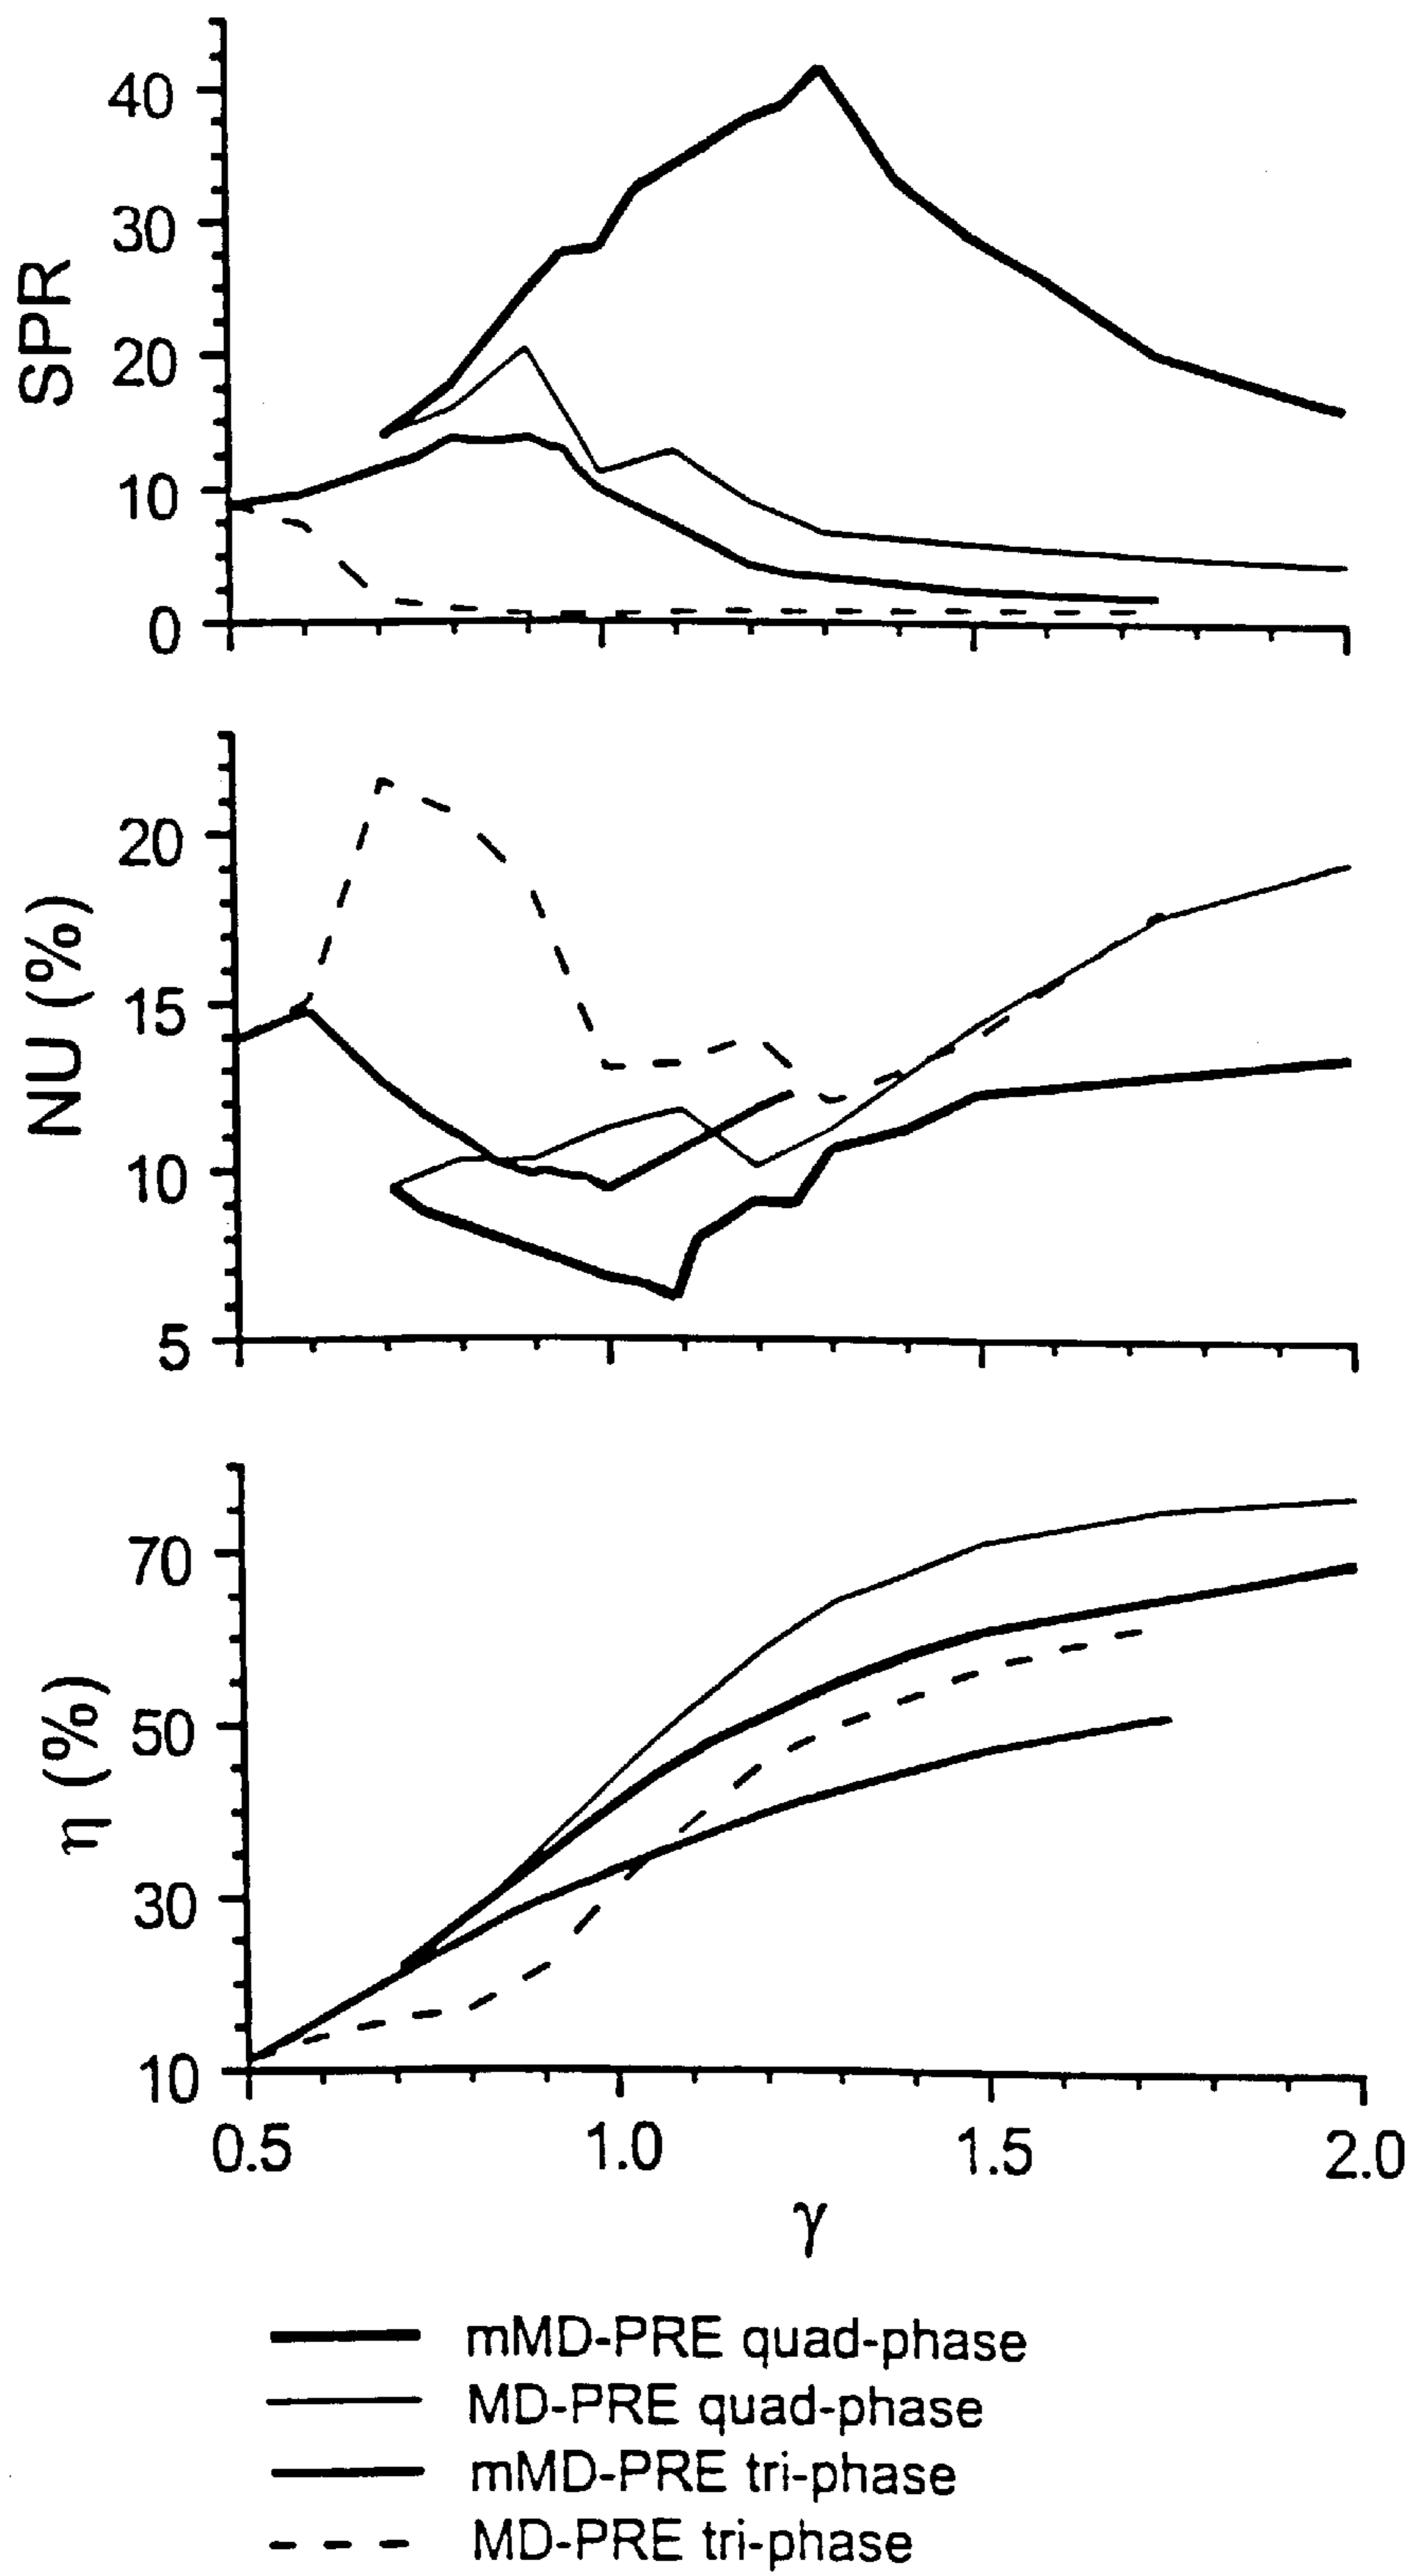 SPR
40
30
20
10
0
NU (%)
20
15
10
5
η (%)
70
50
30
10
0.5 1.0 1.5 2.0
γ
mMD-PRE quad-phase
MD-PRE quad-phase
mMD-PRE tri-phase
MD-PRE tri-phase